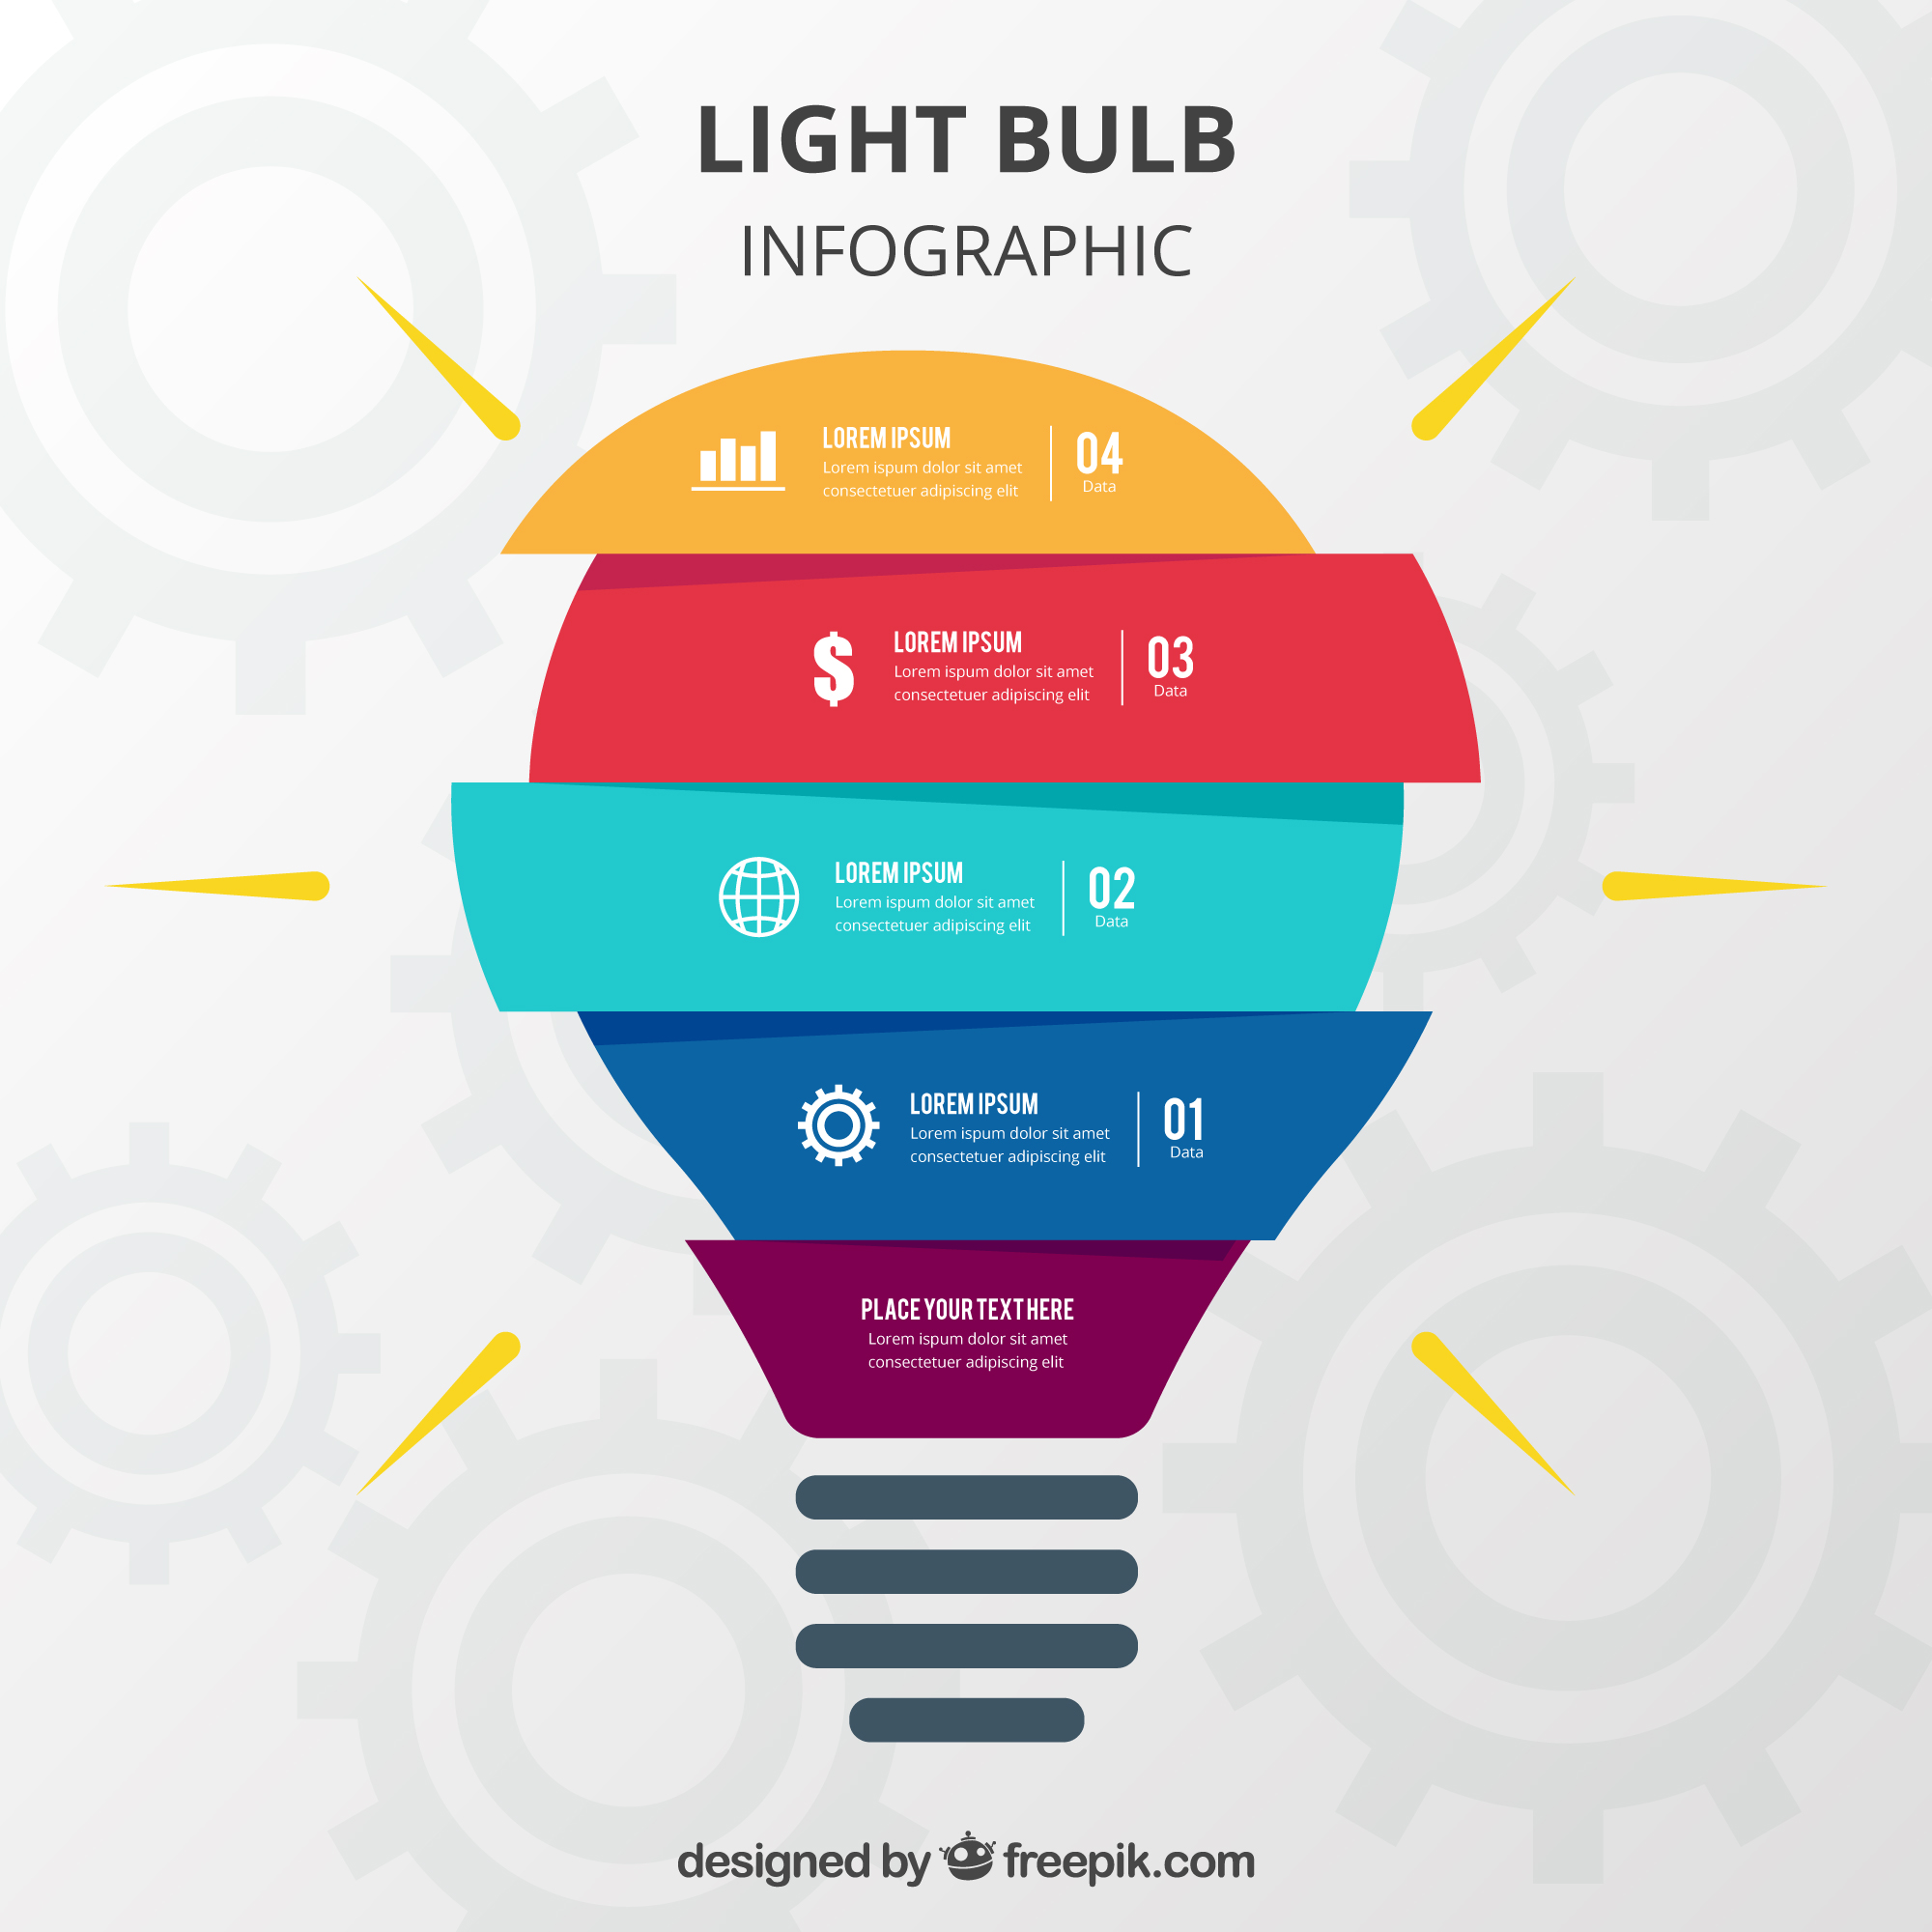 LIGHT BULB
INFOGRAPHIC
LOREM IPSUM
Lorem ispum dolor sit amet
consectetuer adipiscing elit
04
Data
LOREM IPSUM
Lorem ispum dolor sit amet
consectetuer adipiscing elit
03
Data
LOREM IPSUM
Lorem ispum dolor sit amet
consectetuer adipiscing elit
02
Data
LOREM IPSUM
Lorem ispum dolor sit amet
consectetuer adipiscing elit
01
Data
PLACE YOUR TEXT HERE
Lorem ispum dolor sit amet
consectetuer adipiscing elit
designed by freepik.com